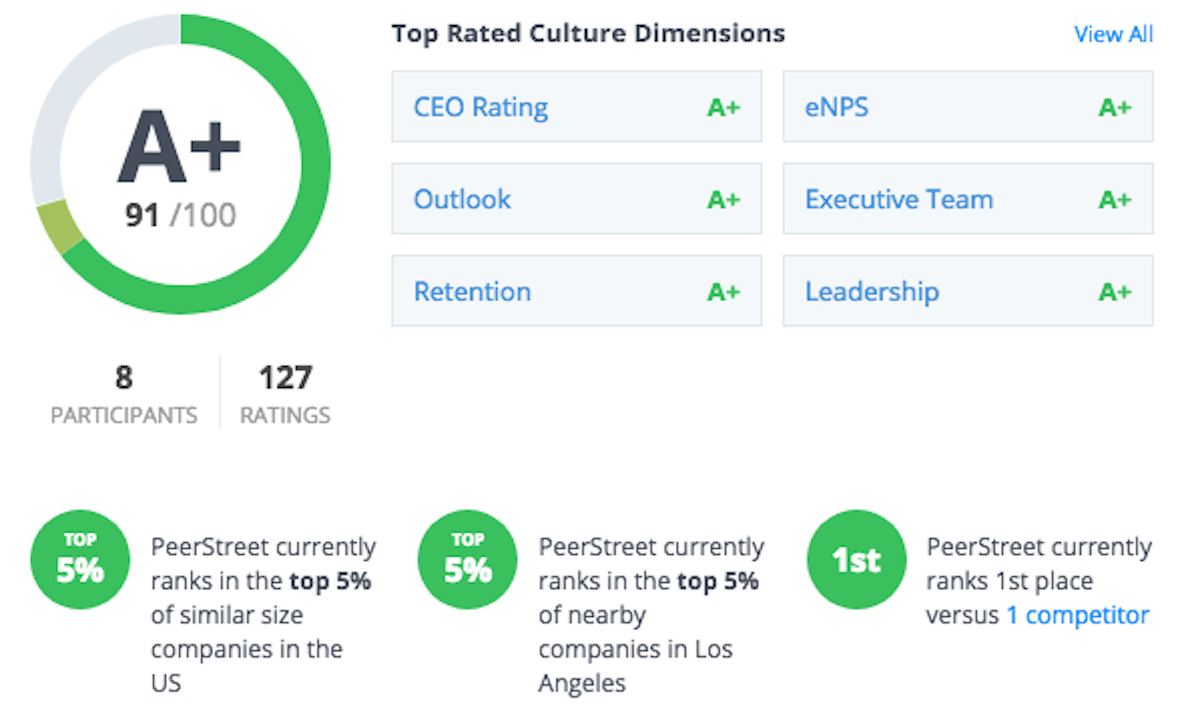 A+
91 /100
8
PARTICIPANTS
127
RATINGS
Top Rated Culture Dimensions
View All
CEO Rating A+
eNPS A+
Outlook A+
Executive Team A+
Retention A+
Leadership A+
TOP
5%
PeerStreet currently
ranks in the top 5%
of similar size
companies in the
US
TOP
5%
PeerStreet currently
ranks in the top 5%
of nearby
companies in Los
Angeles
1st
PeerStreet currently
ranks 1st place
versus 1 competitor